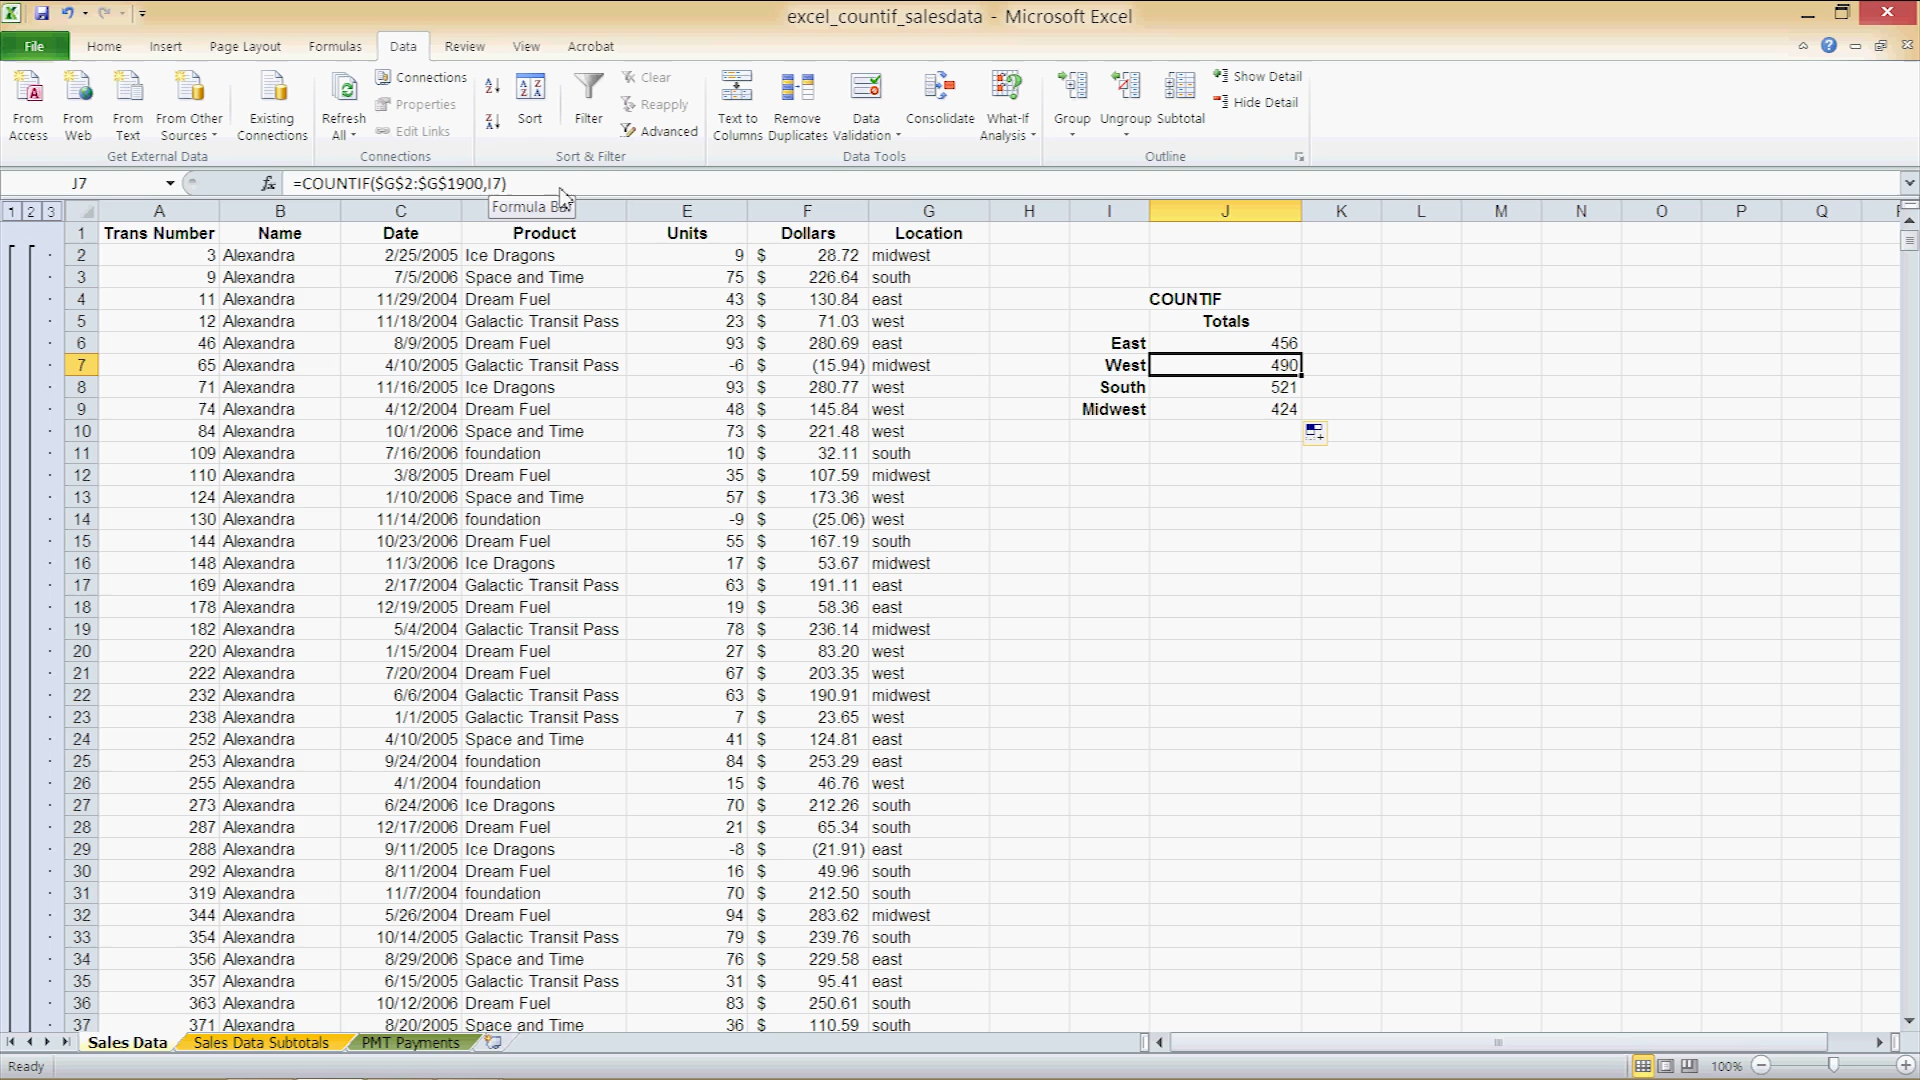 excel_countif_salesdata - Microsoft Excel
File Home Insert Page Layout Formulas Data Review View Acrobat
From Access
From Web
From Text
From Other Sources
Existing Connections
Refresh All
Connections
Properties
Edit Links
Sort
Filter
Clear
Reapply
Advanced
Text to Columns
Remove Duplicates
Data Validation
Consolidate
What-If Analysis
Group
Ungroup
Subtotal
Show Detail
Hide Detail
Get External Data Connections Sort & Filter Data Tools Outline
J7 fx =COUNTIF($G$2:$G$1900,I7)
Formula Bar
1 2 3 A B C E F G H I J K L M N O P Q
1 Trans Number Name Date Product Units Dollars Location
2 3 Alexandra 2/25/2005 Ice Dragons 9 $ 28.72 midwest
3 9 Alexandra 7/5/2006 Space and Time 75 $ 226.64 south
4 11 Alexandra 11/29/2004 Dream Fuel 43 $ 130.84 east COUNTIF
5 12 Alexandra 11/18/2004 Galactic Transit Pass 23 $ 71.03 west Totals
6 46 Alexandra 8/9/2005 Dream Fuel 93 $ 280.69 east East 456
7 65 Alexandra 4/10/2005 Galactic Transit Pass -6 $ (15.94) midwest West 490
8 71 Alexandra 11/16/2005 Ice Dragons 93 $ 280.77 west South 521
9 74 Alexandra 4/12/2004 Dream Fuel 48 $ 145.84 west Midwest 424
10 84 Alexandra 10/1/2006 Space and Time 73 $ 221.48 west
11 109 Alexandra 7/16/2006 foundation 10 $ 32.11 south
12 110 Alexandra 3/8/2005 Dream Fuel 35 $ 107.59 midwest
13 124 Alexandra 1/10/2006 Space and Time 57 $ 173.36 west
14 130 Alexandra 11/14/2006 foundation -9 $ (25.06) west
15 144 Alexandra 10/23/2006 Dream Fuel 55 $ 167.19 south
16 148 Alexandra 11/3/2006 Ice Dragons 17 $ 53.67 midwest
17 169 Alexandra 2/17/2004 Galactic Transit Pass 63 $ 191.11 east
18 178 Alexandra 12/19/2005 Dream Fuel 19 $ 58.36 east
19 182 Alexandra 5/4/2004 Galactic Transit Pass 78 $ 236.14 midwest
20 220 Alexandra 1/15/2004 Dream Fuel 27 $ 83.20 west
21 222 Alexandra 7/20/2004 Dream Fuel 67 $ 203.35 west
22 232 Alexandra 6/6/2004 Galactic Transit Pass 63 $ 190.91 midwest
23 238 Alexandra 1/1/2005 Galactic Transit Pass 7 $ 23.65 west
24 252 Alexandra 4/10/2005 Space and Time 41 $ 124.81 east
25 253 Alexandra 9/24/2004 foundation 84 $ 253.29 east
26 255 Alexandra 4/1/2004 foundation 15 $ 46.76 west
27 273 Alexandra 6/24/2006 Ice Dragons 70 $ 212.26 south
28 287 Alexandra 12/17/2006 Dream Fuel 21 $ 65.34 south
29 288 Alexandra 9/11/2005 Ice Dragons -8 $ (21.91) east
30 292 Alexandra 8/11/2004 Dream Fuel 16 $ 49.96 south
31 319 Alexandra 11/7/2004 foundation 70 $ 212.50 south
32 344 Alexandra 5/26/2004 Dream Fuel 94 $ 283.62 midwest
33 354 Alexandra 10/14/2005 Galactic Transit Pass 79 $ 239.76 south
34 356 Alexandra 8/29/2006 Space and Time 76 $ 229.58 east
35 357 Alexandra 6/15/2005 Galactic Transit Pass 31 $ 95.41 east
36 363 Alexandra 10/12/2006 Dream Fuel 83 $ 250.61 south
37 371 Alexandra 8/20/2005 Space and Time 36 $ 110.59 south
Sales Data Sales Data Subtotals PMT Payments
Ready 100%